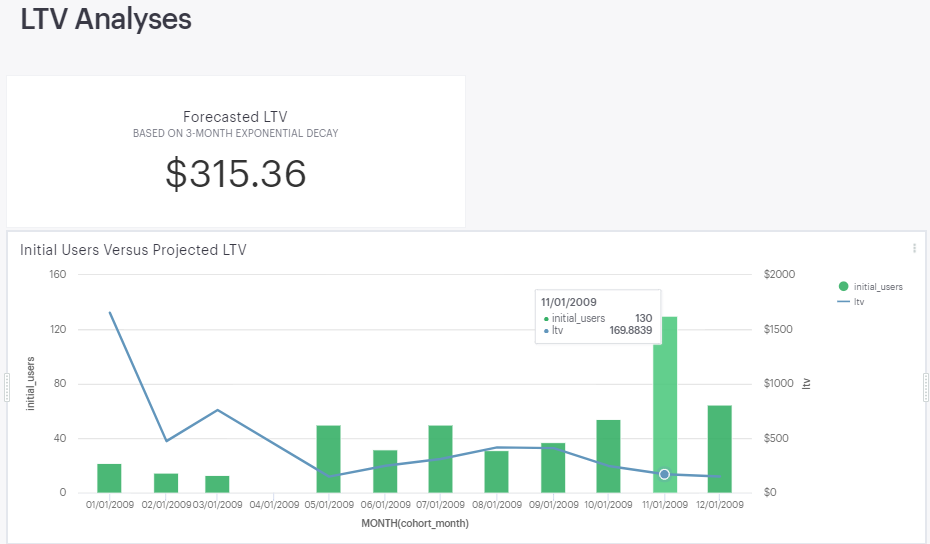 LTV Analyses
Forecasted LTV
BASED ON 3-MONTH EXPONENTIAL DECAY
$315.36
Initial Users Versus Projected LTV
160 $2000
initial_users
ltv
11/01/2009
initial_users 130
ltv 169.8839
120 $1500
80 $1000
initial_users
ltv
40 $500
0 $0
01/01/2009 02/01/2009 03/01/2009 04/01/2009 05/01/2009 06/01/2009 07/01/2009 08/01/2009 09/01/2009 10/01/2009 11/01/2009 12/01/2009
MONTH(cohort_month)